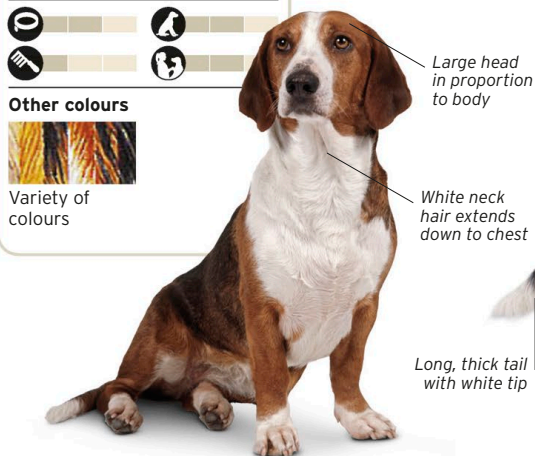 Other colours
Variety of
colours
Large head
in proportion
to body
White neck
hair extends
down to chest
Long, thick tail
with white tip